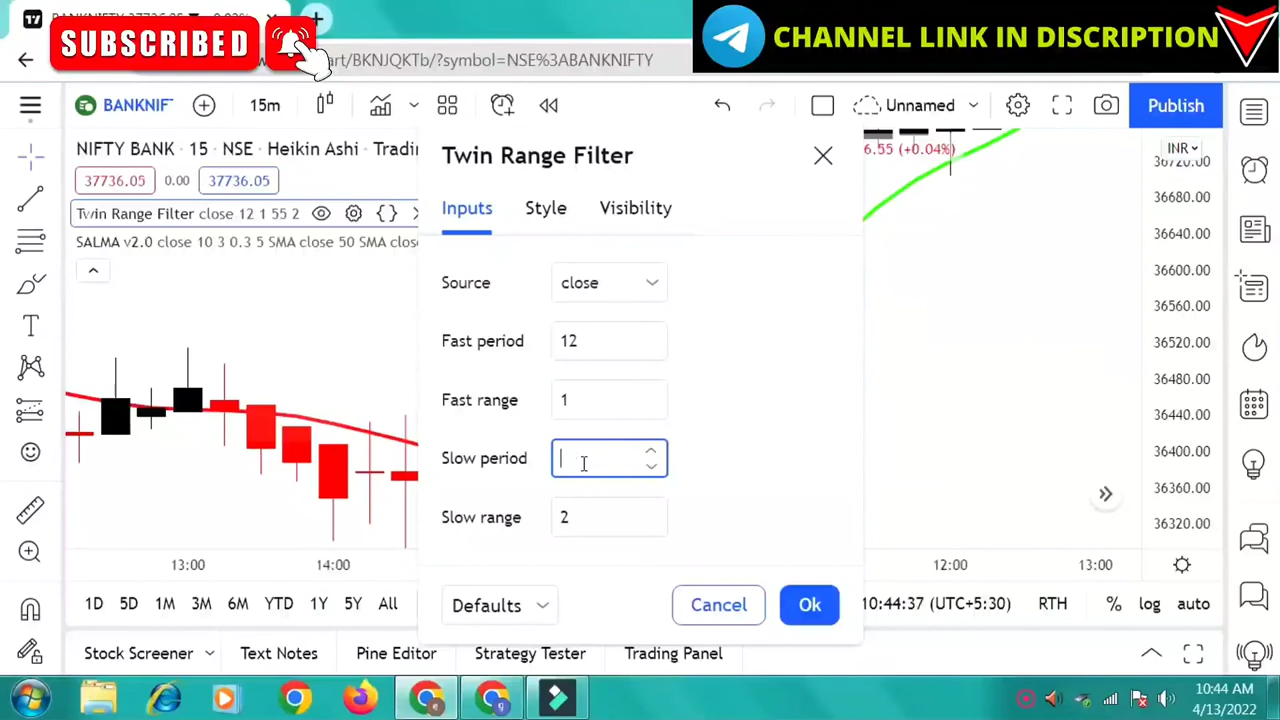 BANKNIFTY 37736.05 ▼
SUBSCRIBED
CHANNEL LINK IN DISCRIPTION
art/BKNJQKTb/?symbol=NSE%3ABANKNIFTY
BANKNIF
15m
Unnamed
Publish
NIFTY BANK · 15 · NSE · Heikin Ashi · Tradin
6.55 (+0.04%)
INR
37736.05 0.00 37736.05
Twin Range Filter close 12 1 55 2
SALMA v2.0 close 10 3 0.3 5 SMA close 50 SMA clos
Twin Range Filter
Inputs Style Visibility
Source close
Fast period 12
Fast range 1
Slow period
Slow range 2
Defaults
Cancel
Ok
36720.00
36680.00
36640.00
36600.00
36560.00
36520.00
36480.00
36440.00
36400.00
36360.00
36320.00
13:00 14:00 12:00 13:00
1D 5D 1M 3M 6M YTD 1Y 5Y All
10:44:37 (UTC+5:30) RTH % log auto
Stock Screener Text Notes Pine Editor Strategy Tester Trading Panel
10:44 AM
4/13/2022